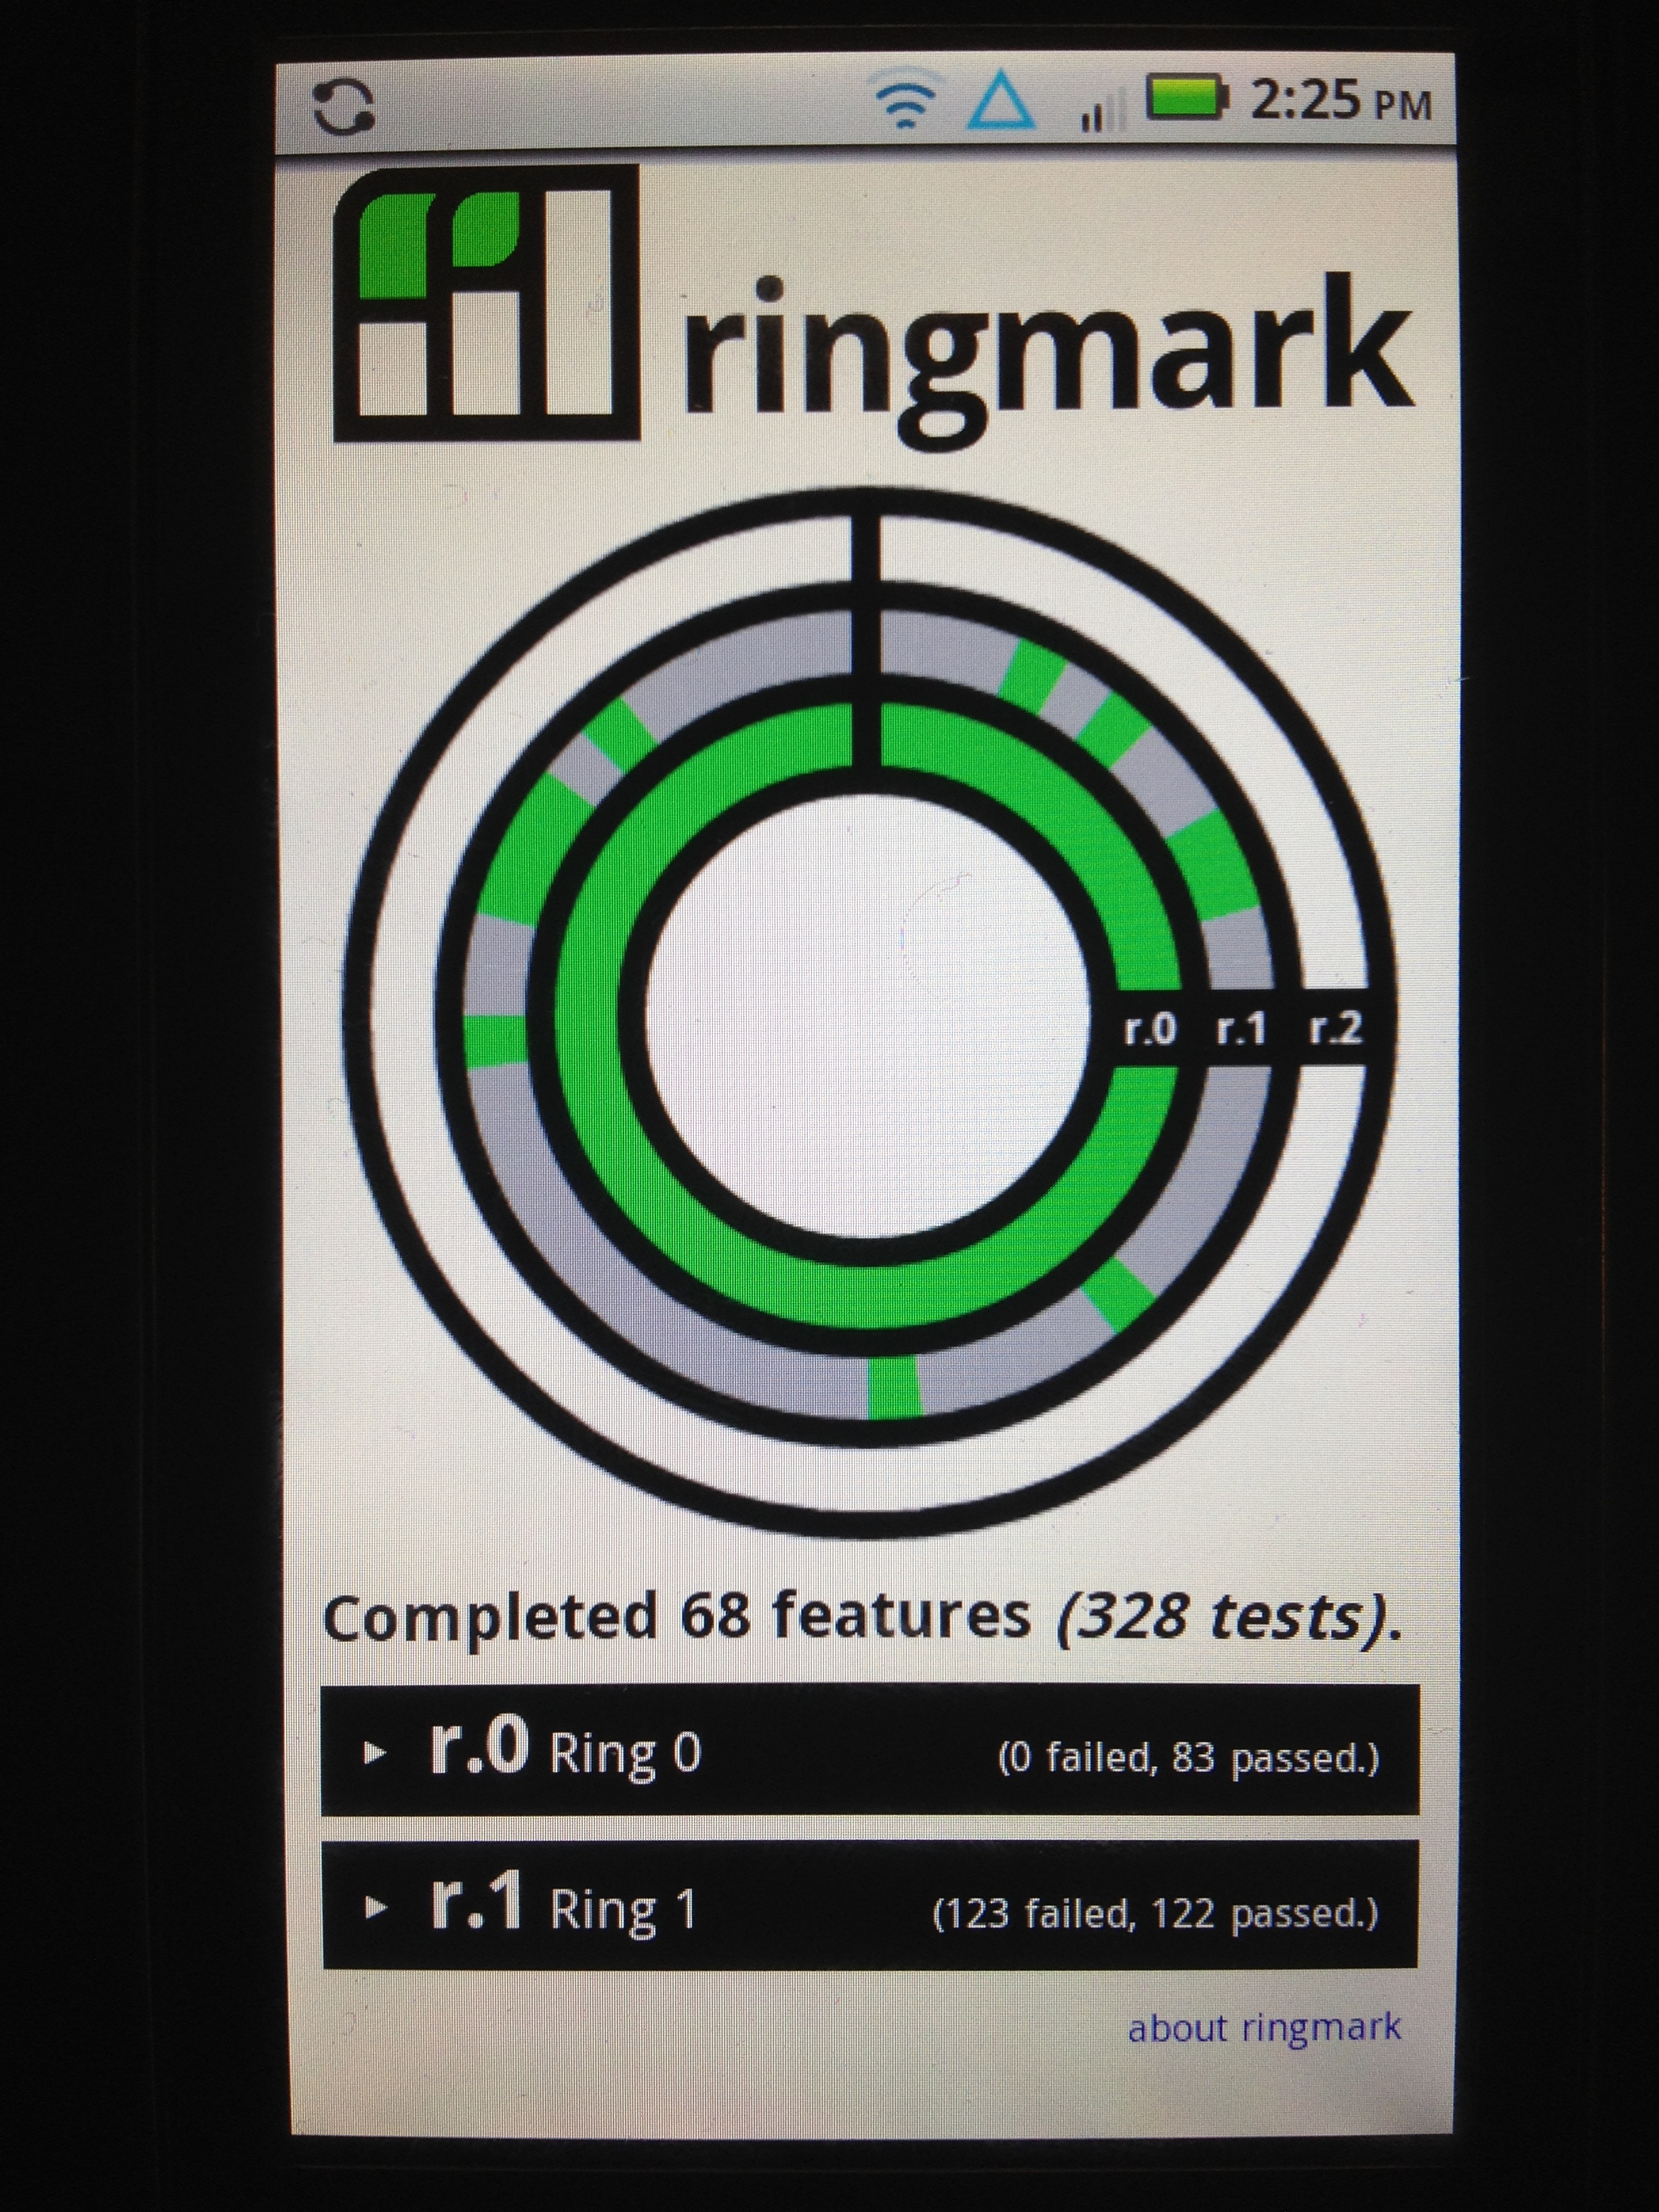 2:25 PM
ringmark
r.0 r.1 r.2
Completed 68 features (328 tests).
r.0 Ring 0 (0 failed, 83 passed.)
r.1 Ring 1 (123 failed, 122 passed.)
about ringmark